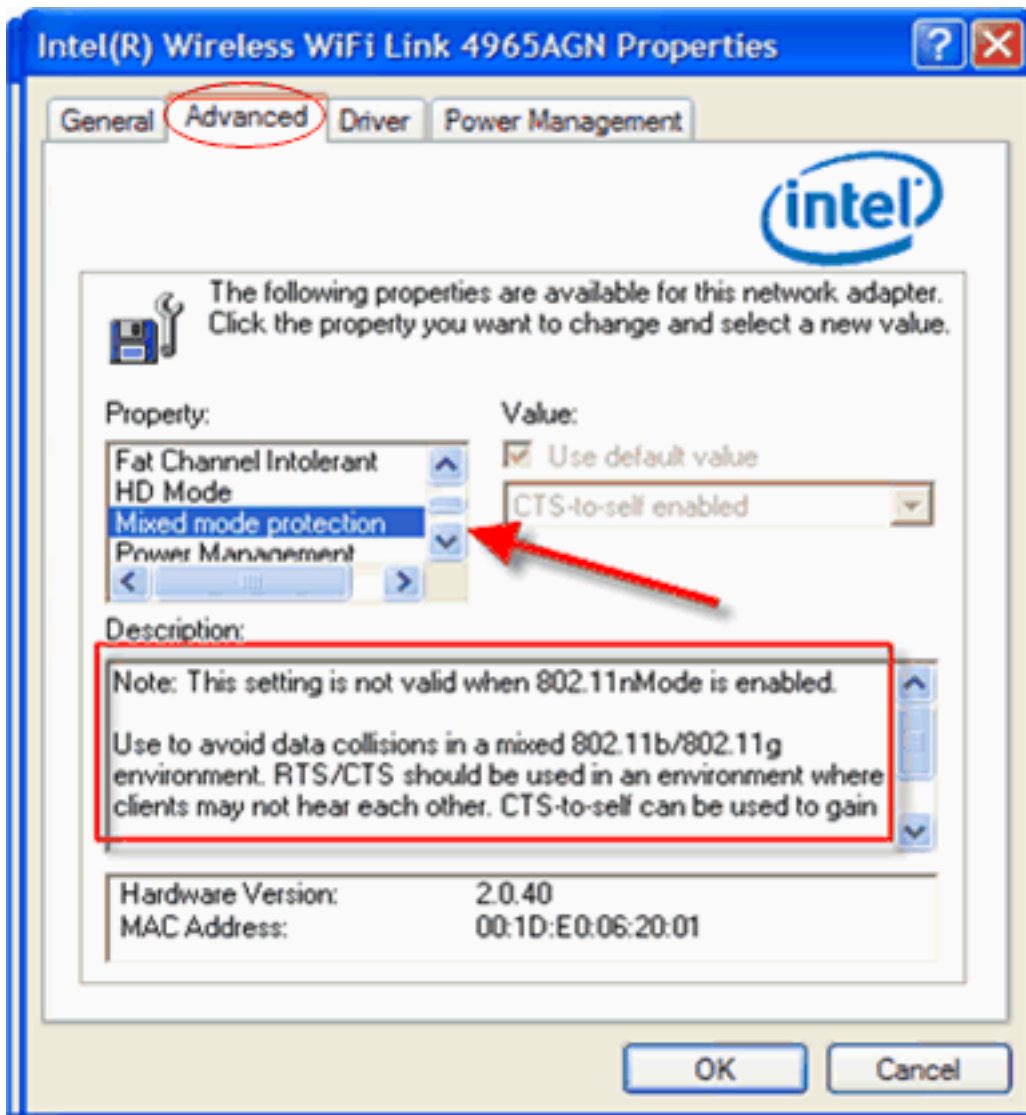 Intel(R) Wireless WiFi Link 4965AGN Properties
General
Advanced
Driver
Power Management
intel
The following properties are available for this network adapter.
Click the property you want to change and select a new value.
Property:
Value:
Fat Channel Intolerant
HD Mode
Mixed mode protection
Power Management
Use default value
CTS-to-self enabled
Description:
Note: This setting is not valid when 802.11nMode is enabled.
Use to avoid data collisions in a mixed 802.11b/802.11g
environment. RTS/CTS should be used in an environment where
clients may not hear each other. CTS-to-self can be used to gain
Hardware Version: 2.0.40
MAC Address: 00:1D:E0:06:20:01
OK
Cancel